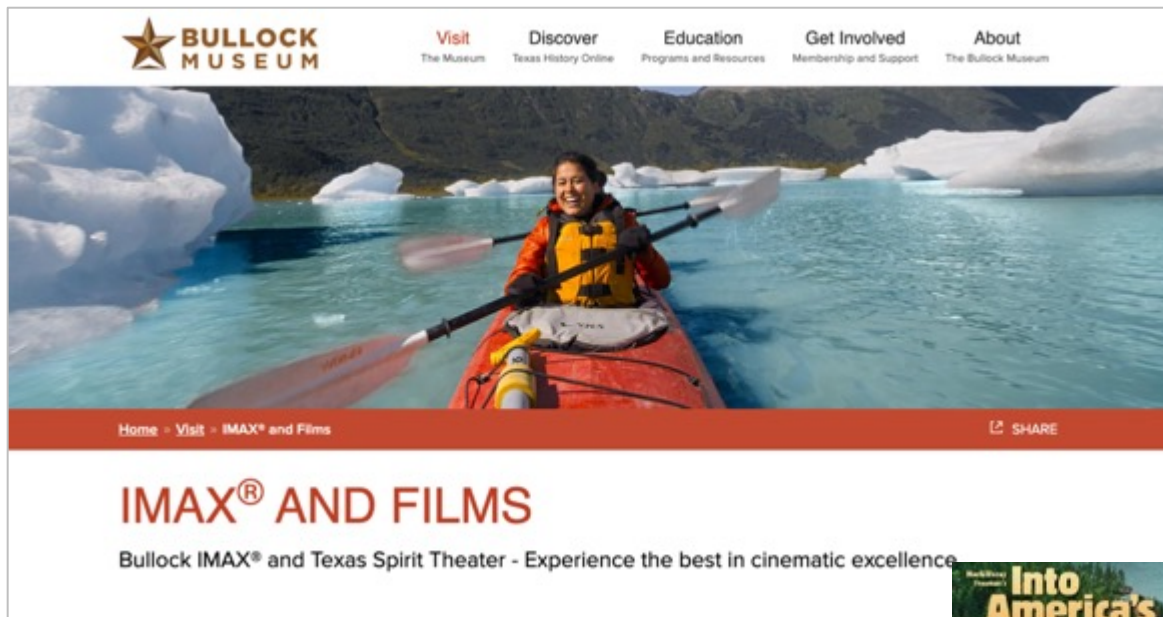 BULLOCK
MUSEUM
Visit
The Museum
Discover
Texas History Online
Education
Programs and Resources
Get Involved
Membership and Support
About
The Bullock Museum
Home » Visit » IMAX® and Films
SHARE
IMAX® AND FILMS
Bullock IMAX® and Texas Spirit Theater - Experience the best in cinematic excellence
Into
America's